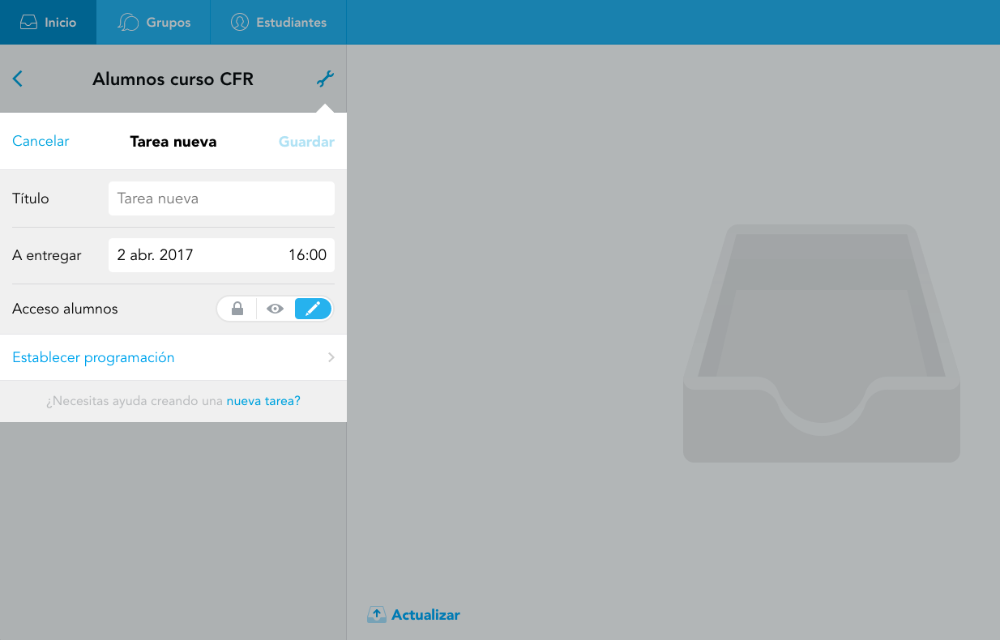 Inicio
Grupos
Estudiantes
Alumnos curso CFR
Cancelar
Tarea nueva
Guardar
Título
Tarea nueva
A entregar
2 abr. 2017
16:00
Acceso alumnos
Establecer programación
¿Necesitas ayuda creando una nueva tarea?
Actualizar